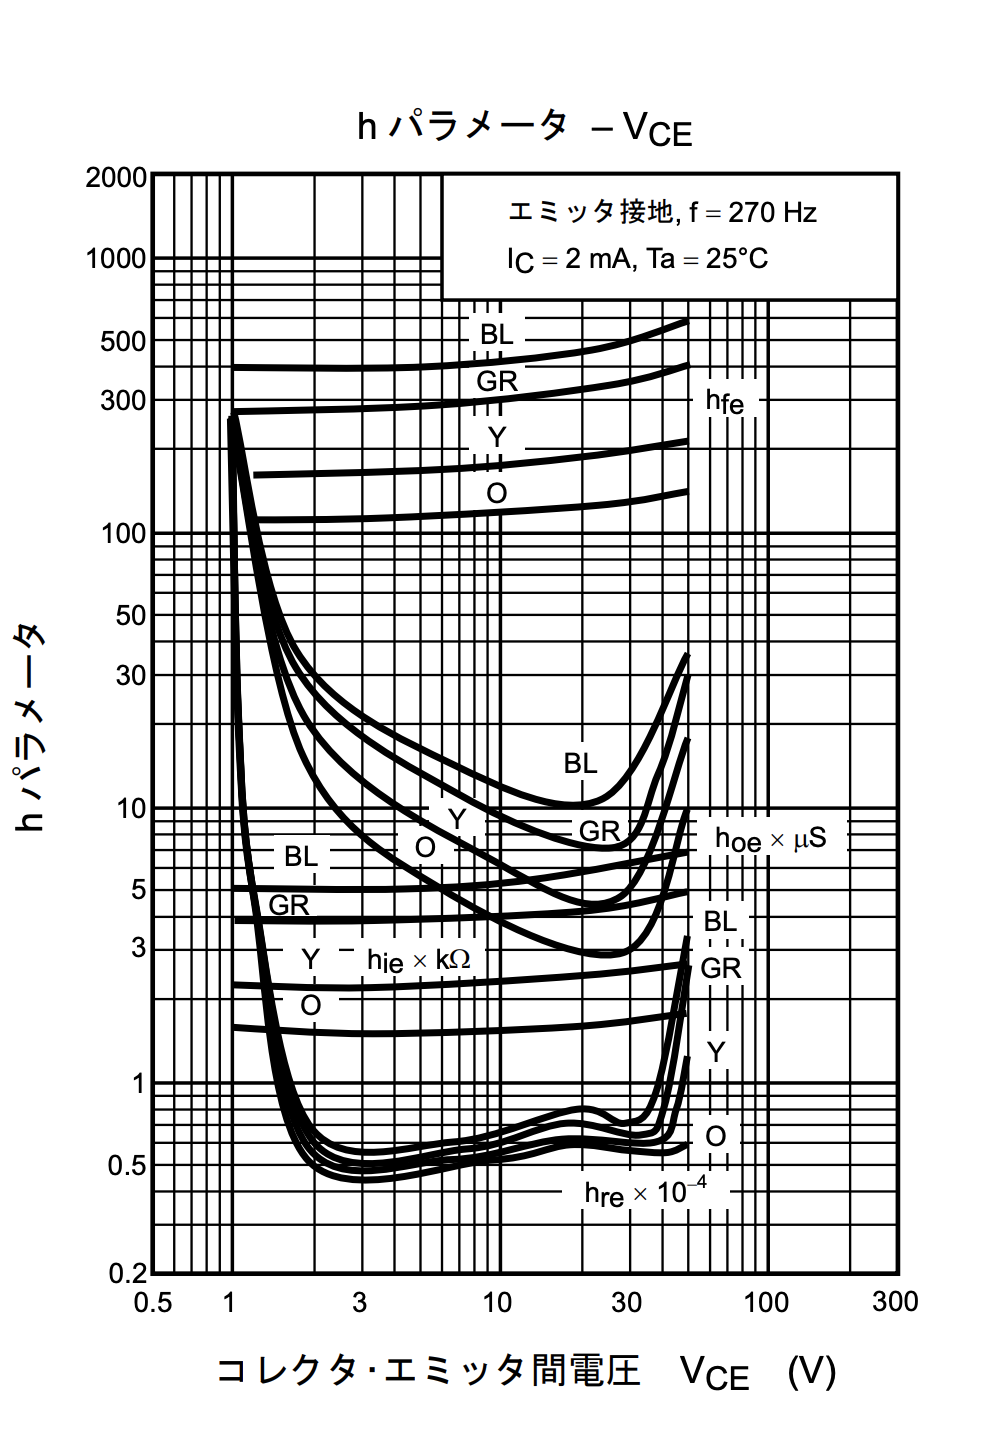 h パラメータ – VCE
エミッタ接地, f = 270 Hz
IC = 2 mA, Ta = 25°C
2000
1000
500
300
100
50
30
10
5
3
1
0.5
0.2
BL
GR
hfe
Y
O
BL
Y
GR
O
hoe × μS
BL
GR
Y
hie × kΩ
O
BL
GR
Y
O
hre × 10–4
0.5
1
3
10
30
100
300
h パラメータ
コレクタ·エミッタ間電圧 VCE (V)